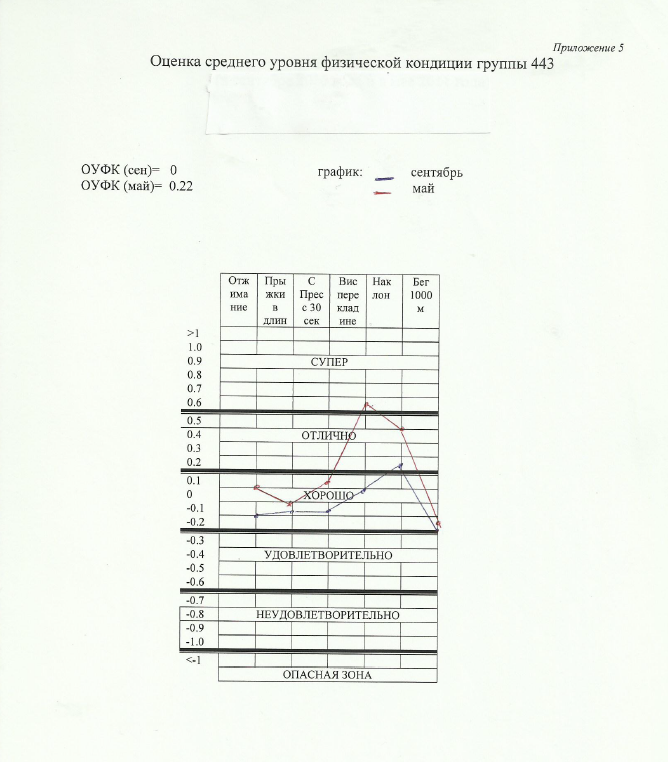 Приложение 5
Оценка среднего уровня физической кондиции группы 443
ОУФК (сен)= 0
ОУФК (май)= 0.22
график: сентябрь
май
Отж
има
ние
Пры
жки
в
длин
С
Прес
с 30
сек
Вис
пере
клад
ине
Нак
лон
Бег
1000
м
>1
1.0
0.9 СУПЕР
0.8
0.7
0.6
0.5
0.4 ОТЛИЧНО
0.3
0.2
0.1
0 ХОРОШО
-0.1
-0.2
-0.3
-0.4 УДОВЛЕТВОРИТЕЛЬНО
-0.5
-0.6
-0.7
-0.8 НЕУДОВЛЕТВОРИТЕЛЬНО
-0.9
-1.0
<-1
ОПАСНАЯ ЗОНА